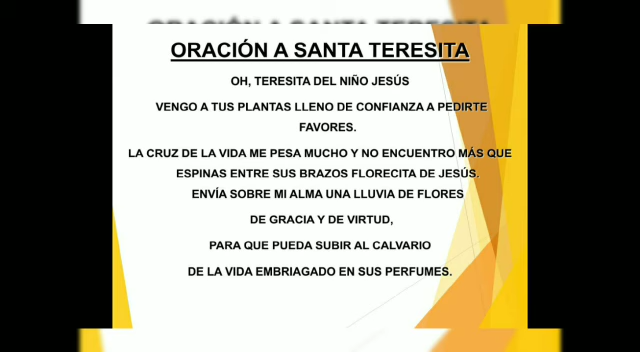 ORACIÓN A SANTA TERESITA
OH, TERESITA DEL NIÑO JESÚS
VENGO A TUS PLANTAS LLENO DE CONFIANZA A PEDIRTE
FAVORES.
LA CRUZ DE LA VIDA ME PESA MUCHO Y NO ENCUENTRO MÁS QUE
ESPINAS ENTRE SUS BRAZOS FLORECITA DE JESÚS.
ENVÍA SOBRE MI ALMA UNA LLUVIA DE FLORES
DE GRACIA Y DE VIRTUD,
PARA QUE PUEDA SUBIR AL CALVARIO
DE LA VIDA EMBRIAGADO EN SUS PERFUMES.